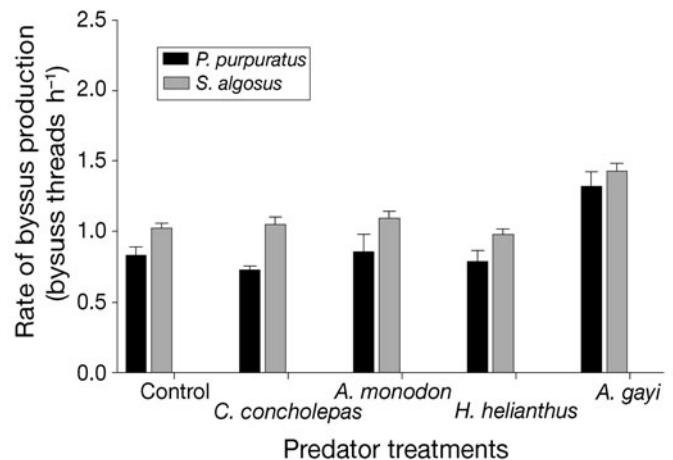 2.5
2.0
1.5
1.0
0.5
0.0
Rate of byssus production
(bysuss threads h⁻¹)
P. purpuratus
S. algosus
Control
C. concholepas
A. monodon
H. helianthus
A. gayi
Predator treatments